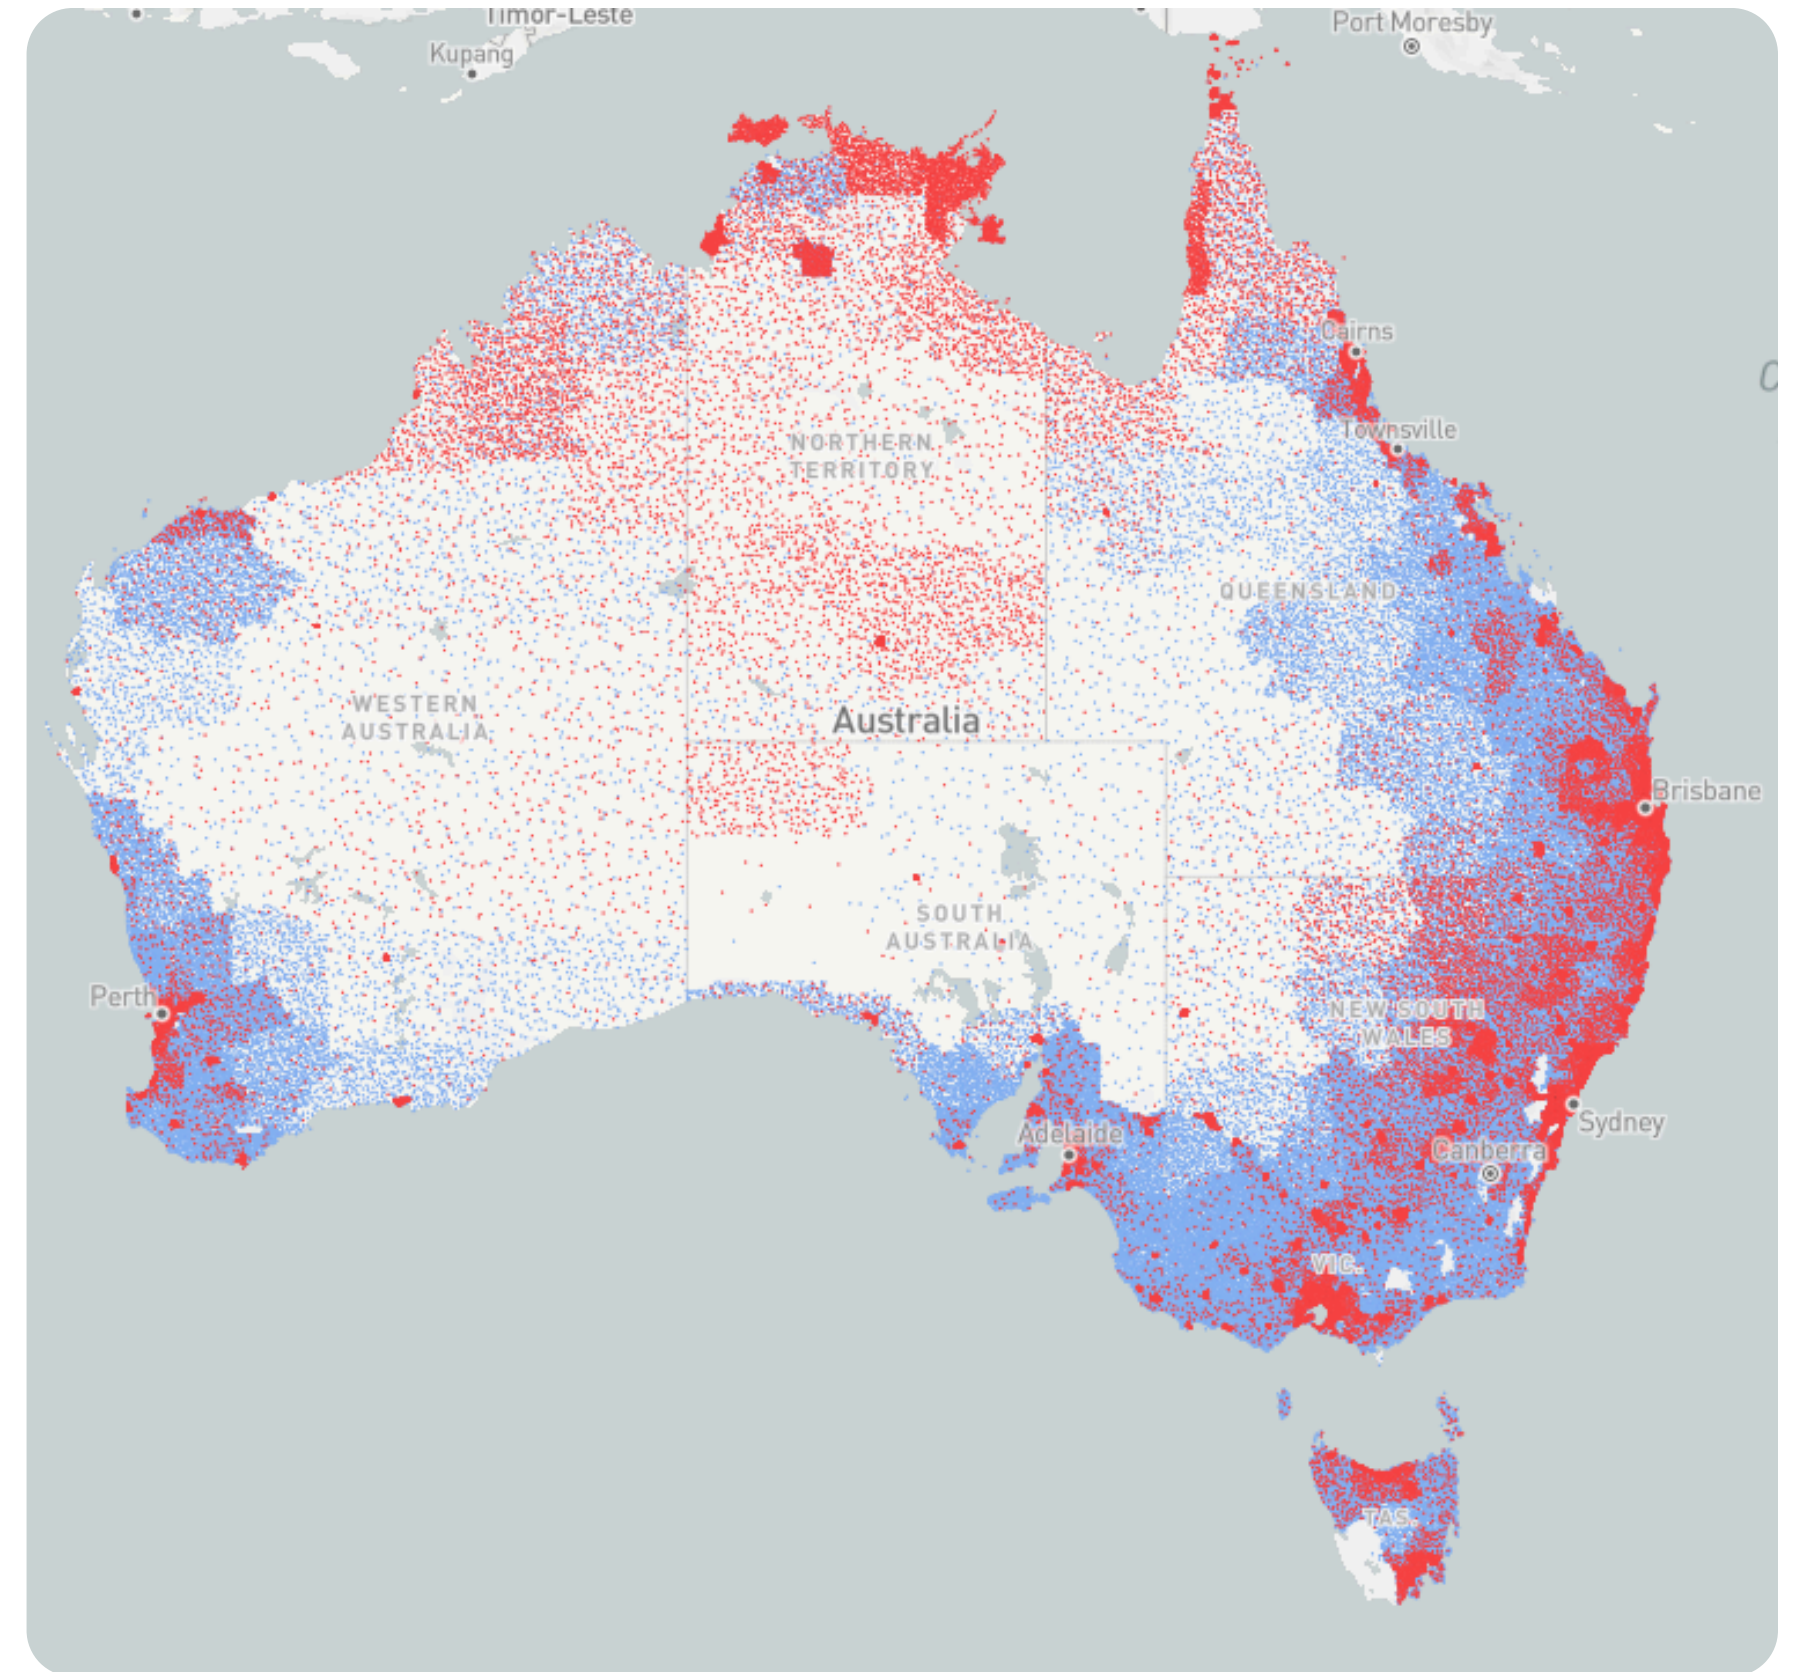 Timor-Leste
Port Moresby
Kupang
Cairns
Townsville
NORTHERN
TERRITORY
QUEENSLAND
WESTERN
AUSTRALIA
Australia
Brisbane
SOUTH
AUSTRALIA
Perth
NEW SOUTH
WALES
Sydney
Adelaide
Canberra
VIC.
TAS.